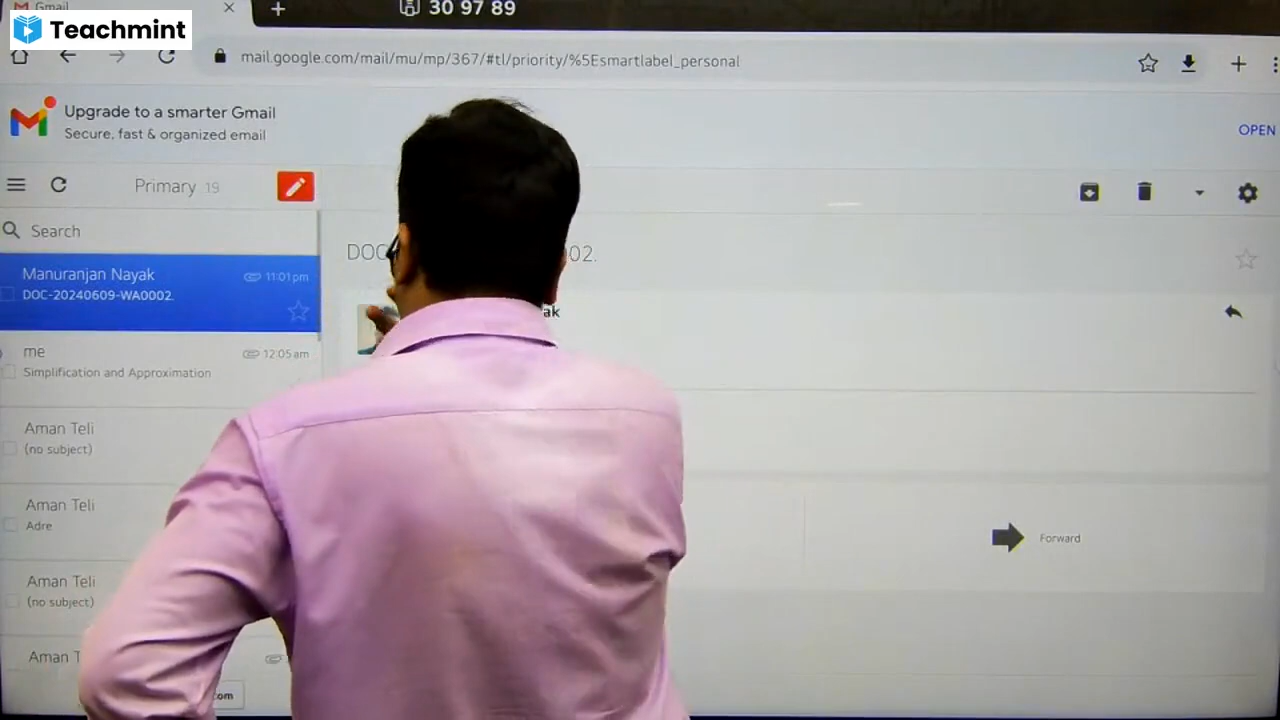 Gmail
30 97 89
Teachmint
mail.google.com/mail/mu/mp/367/#tl/priority/%5Esmartlabel_personal
Upgrade to a smarter Gmail
Secure, fast & organized email
OPEN
Primary 19
Search
DOC
002.
Manuranjan Nayak 11:01 pm
DOC-20240609-WA0002.
ak
me 12:05 am
Simplification and Approximation
Aman Teli
(no subject)
Aman Teli
Adre
Forward
Aman Teli
(no subject)
Aman T
com